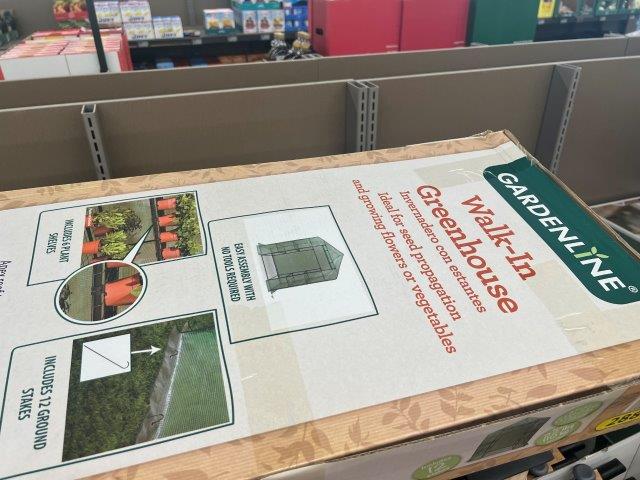 GARDENLINE®
Walk-In
Greenhouse
Invernadero con estantes
Ideal for seed propagation
and growing flowers or vegetables
EASY ASSEMBLY WITH
NO TOOLS REQUIRED
INCLUDES 6 PLANT
SHELVES
INCLUDES 12 GROUND
STAKES